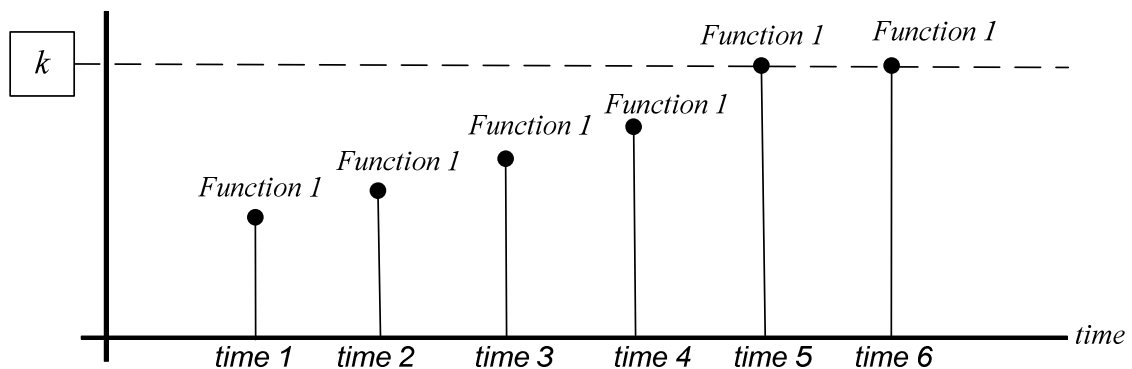 Function 1
Function 1
k
Function 1
Function 1
Function 1
Function 1
time
time 1
time 2
time 3
time 4
time 5
time 6